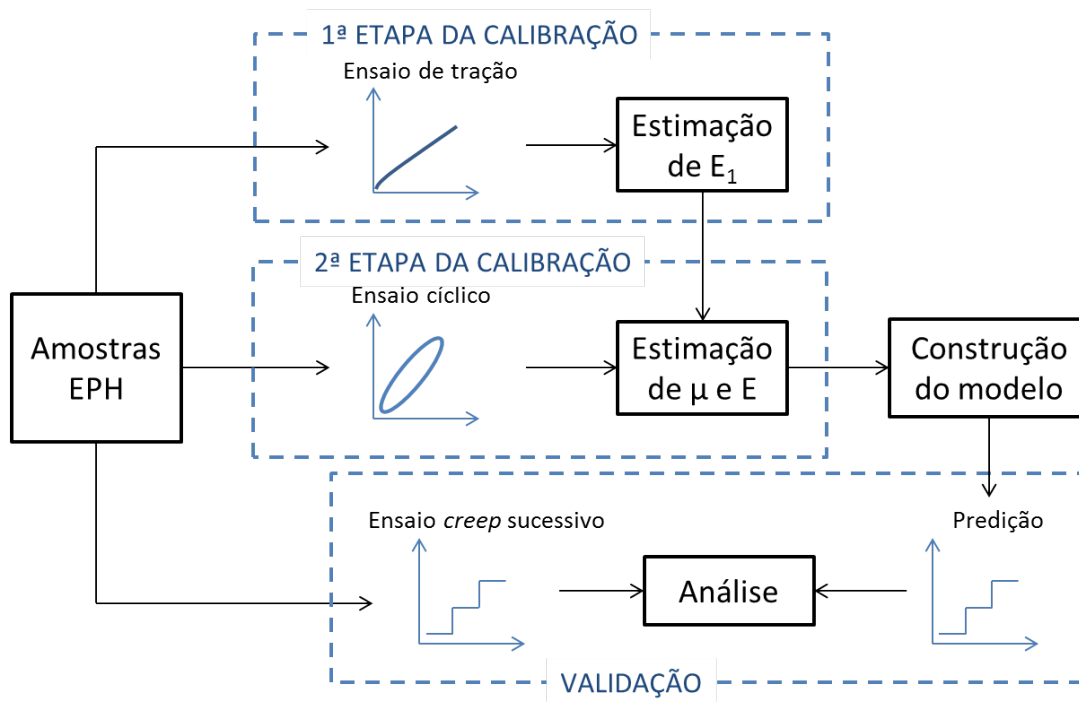 1ª ETAPA DA CALIBRAÇÃO
Ensaio de tração
Estimação
de E₁
2ª ETAPA DA CALIBRAÇÃO
Ensaio cíclico
Amostras
EPH
Estimação
de µ e E
Construção
do modelo
Ensaio creep sucessivo
Predição
Análise
VALIDAÇÃO